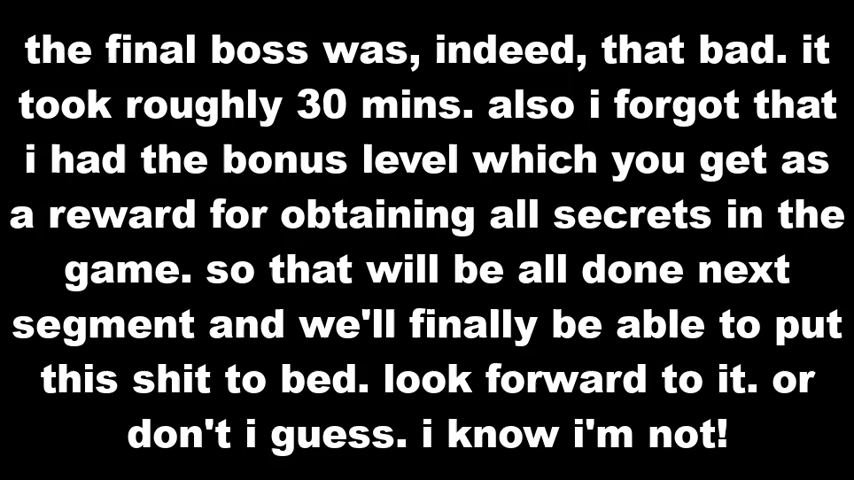 the final boss was, indeed, that bad. it
took roughly 30 mins. also i forgot that
i had the bonus level which you get as
a reward for obtaining all secrets in the
game. so that will be all done next
segment and we'll finally be able to put
this shit to bed. look forward to it. or
don't i guess. i know i'm not!